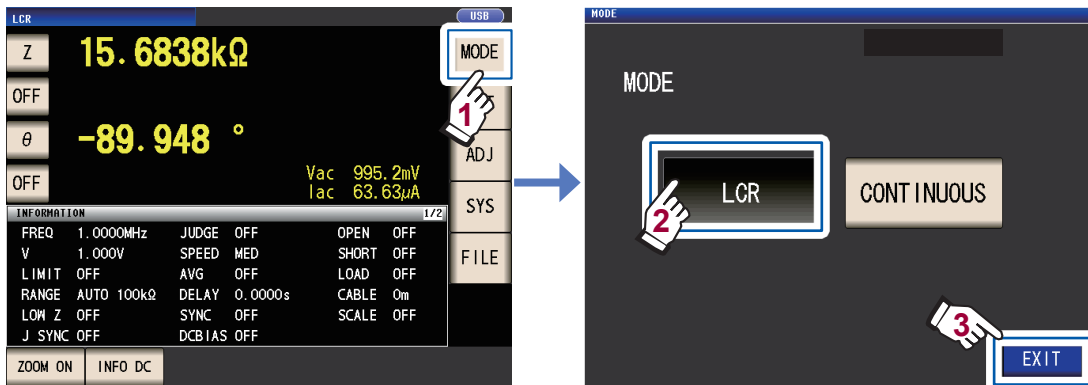 LCR
USB
Z
15.6838kΩ
MODE
OFF
1
θ
-89.948 °
ADJ
OFF
Vac 995.2mV
Iac 63.63μA
SYS
INFORMATION 1/2
FREQ 1.0000MHz JUDGE OFF OPEN OFF
V 1.000V SPEED MED SHORT OFF
FILE
LIMIT OFF AVG OFF LOAD OFF
RANGE AUTO 100kΩ DELAY 0.0000s CABLE 0m
LOW Z OFF SYNC OFF SCALE OFF
J SYNC OFF DCBIAS OFF
ZOOM ON INFO DC
MODE
MODE
LCR
CONTINUOUS
2
3
EXIT